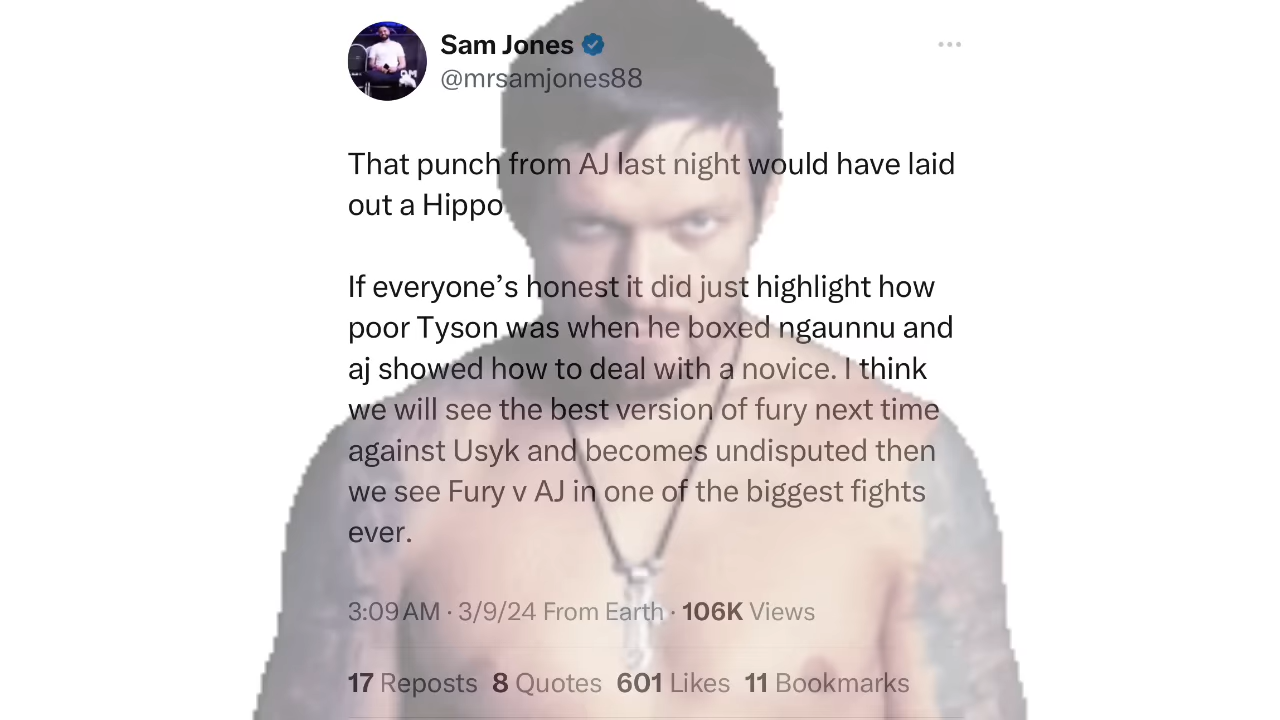 Sam Jones
@mrsamjones88
That punch from AJ last night would have laid
out a Hippo
If everyone’s honest it did just highlight how
poor Tyson was when he boxed ngaunnu and
aj showed how to deal with a novice. I think
we will see the best version of fury next time
against Usyk and becomes undisputed then
we see Fury v AJ in one of the biggest fights
ever.
3:09 AM · 3/9/24 From Earth · 106K Views
17 Reposts 8 Quotes 601 Likes 11 Bookmarks